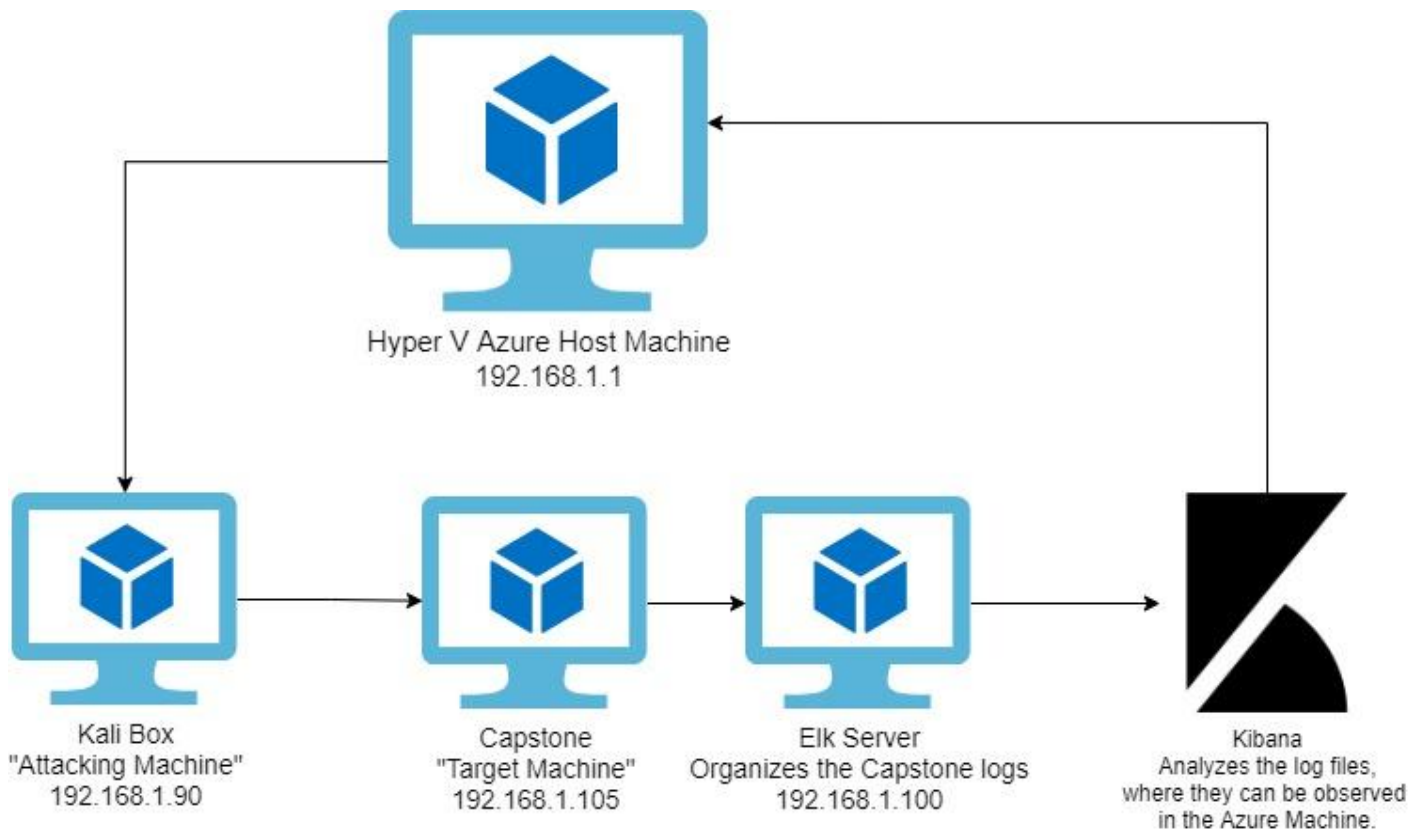 Hyper V Azure Host Machine
192.168.1.1
Kali Box
"Attacking Machine"
192.168.1.90
Capstone
"Target Machine"
192.168.1.105
Elk Server
Organizes the Capstone logs
192.168.1.100
Kibana
Analyzes the log files,
where they can be observed
in the Azure Machine.